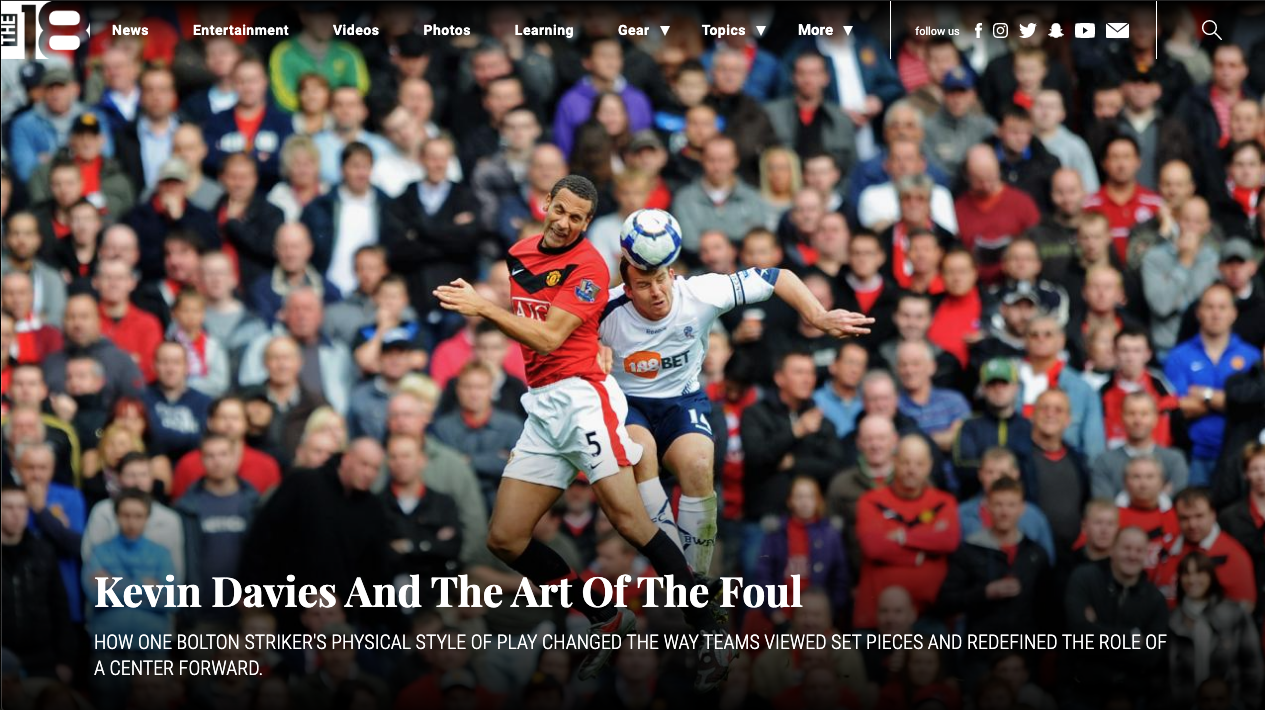 THE 18
News Entertainment Videos Photos Learning Gear ▼ Topics ▼ More ▼ follow us
AIG
188BET
5
14
BWFC
Kevin Davies And The Art Of The Foul
HOW ONE BOLTON STRIKER'S PHYSICAL STYLE OF PLAY CHANGED THE WAY TEAMS VIEWED SET PIECES AND REDEFINED THE ROLE OF
A CENTER FORWARD.